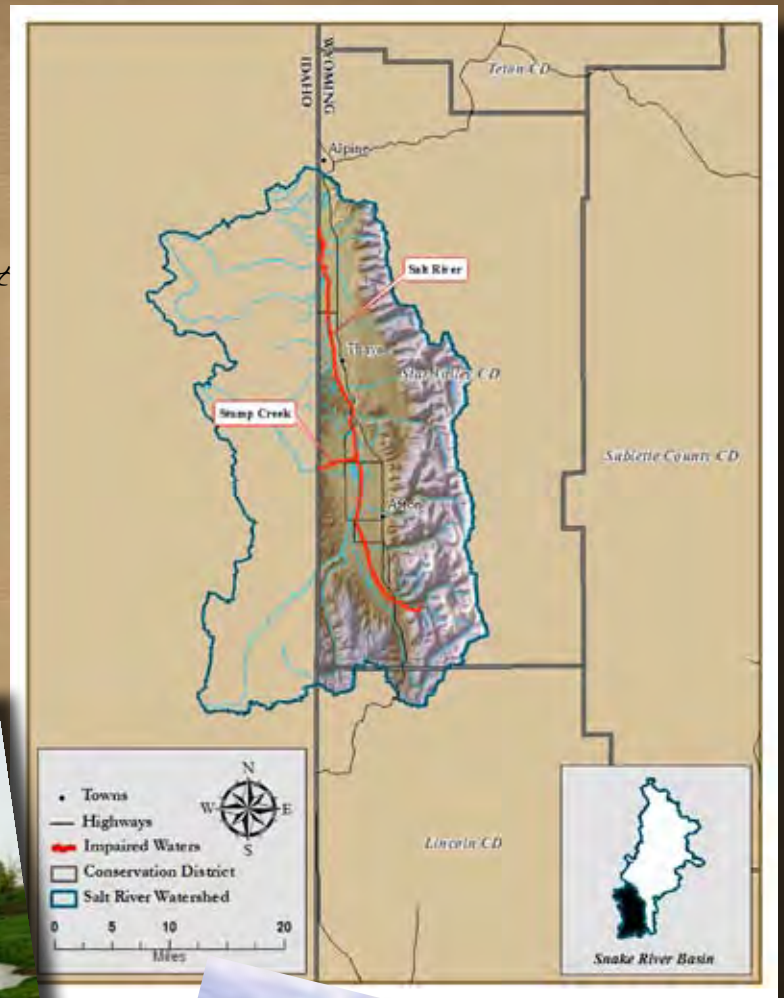 WYOMING
IDAHO
Teton CD
Alpine
Salt River
Star Valley CD
Stump Creek
Sublette County CD
Afton
Lincoln CD
N
W
E
S
Towns
Highways
Impaired Waters
Conservation District
Salt River Watershed
0 5 10 20
Miles
Snake River Basin